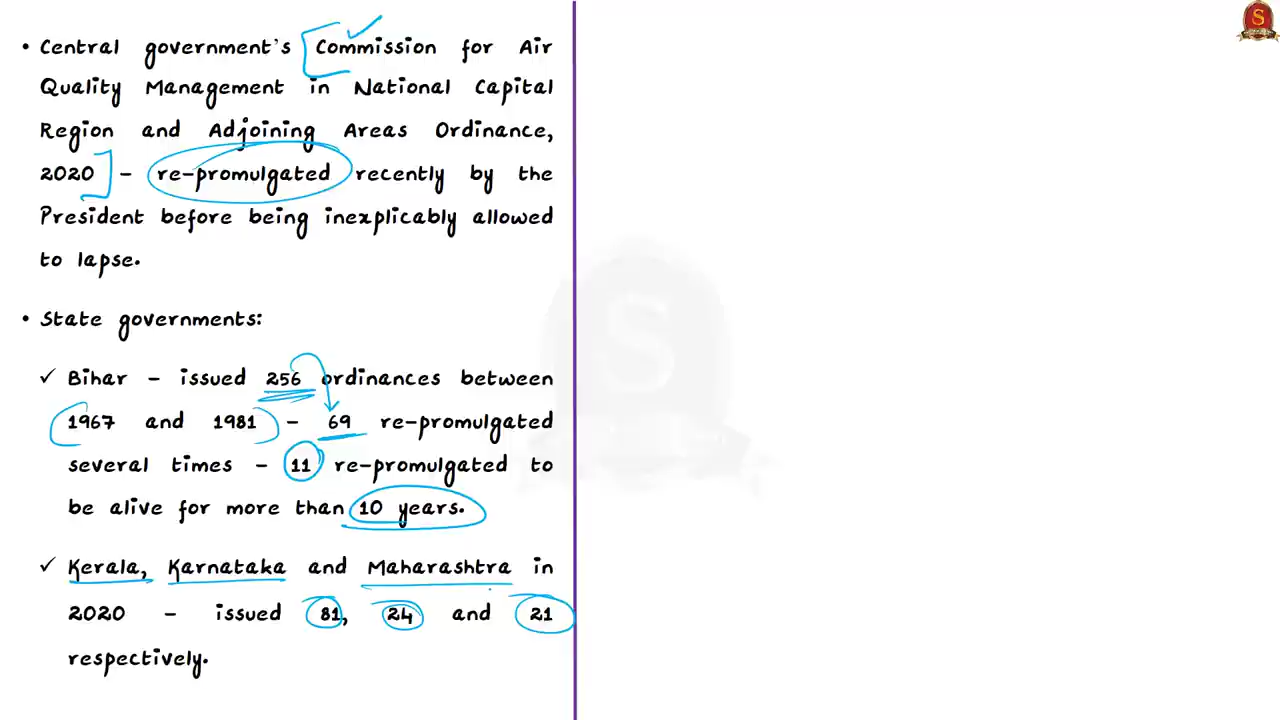 • Central government's Commission for Air
Quality Management in National Capital
Region and Adjoining Areas Ordinance,
2020 - re-promulgated recently by the
President before being inexplicably allowed
to lapse.
• State governments:
✓ Bihar - issued 256 ordinances between
1967 and 1981 - 69 re-promulgated
several times - 11 re-promulgated to
be alive for more than 10 years.
✓ Kerala, Karnataka and Maharashtra in
2020 - issued 81, 24 and 21
respectively.
S
S